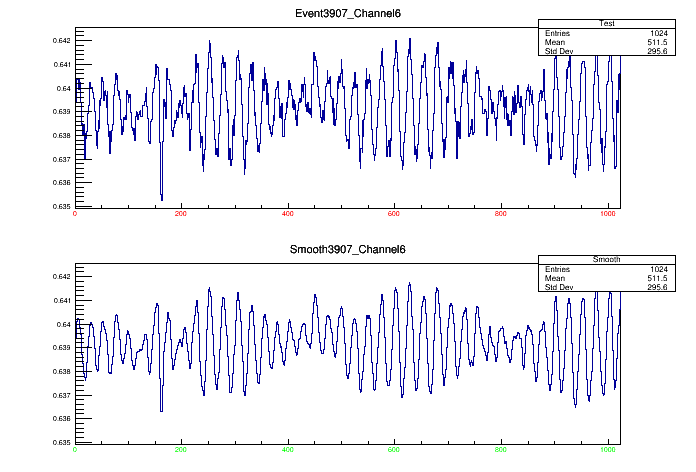 Event3907_Channel6
Test
Entries 1024
Mean 511.5
Std Dev 295.6
0.642
0.641
0.64
0.639
0.638
0.637
0.636
0.635
0 200 400 600 800 1000
Smooth3907_Channel6
Smooth
Entries 1024
Mean 511.5
Std Dev 295.6
0.642
0.641
0.64
0.639
0.638
0.637
0.636
0.635
0 200 400 600 800 1000